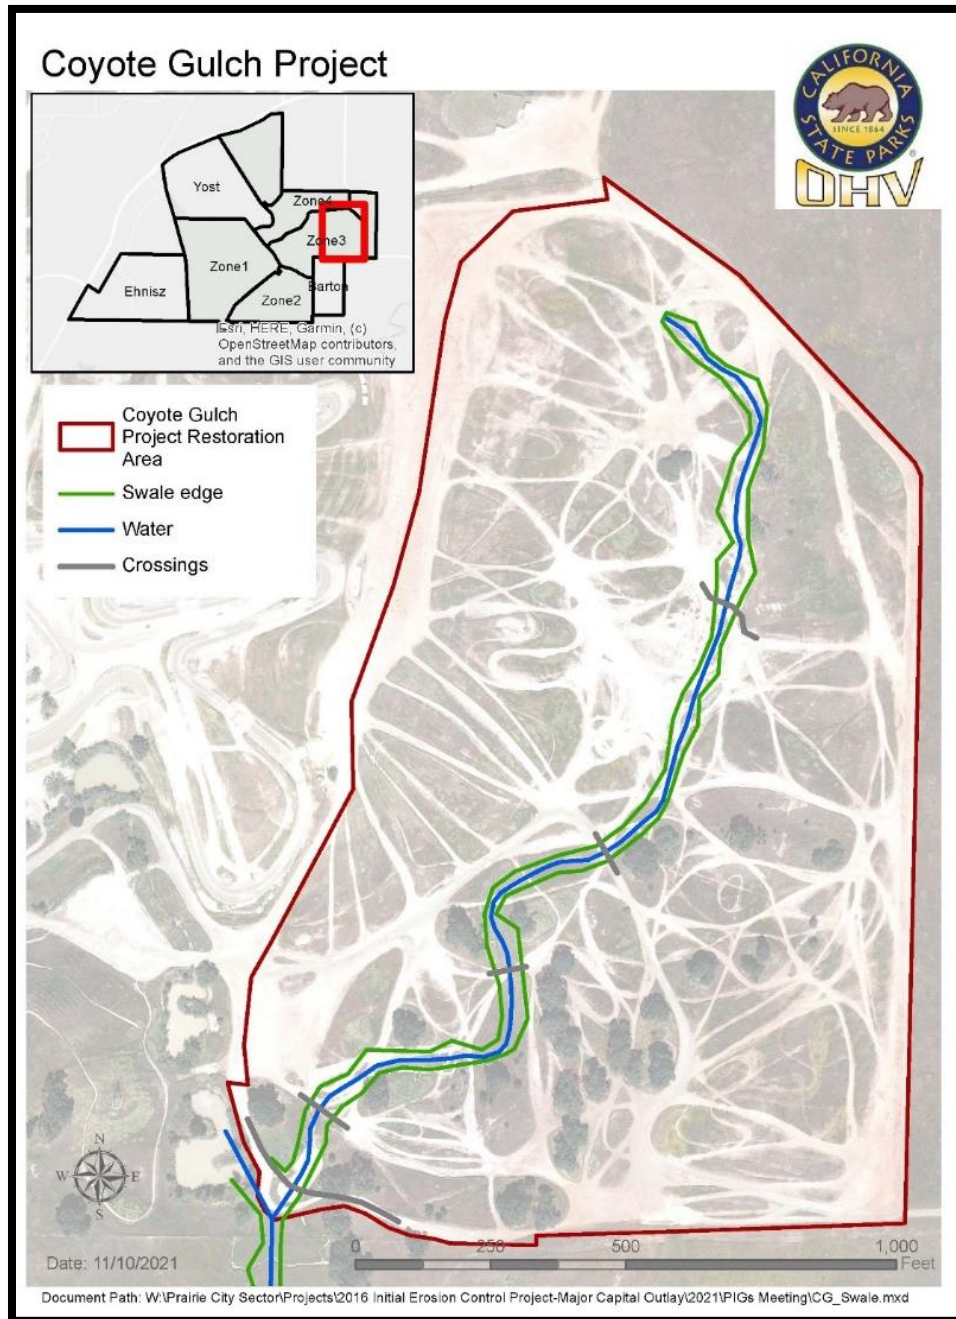 Coyote Gulch Project
CALIFORNIA
STATE PARKS
SINCE 1864
OHV
®
Yost
Zone4
Zone3
Zone1
Ehnisz
Barton
Zone2
Esri, HERE, Garmin, (c)
OpenStreetMap contributors,
and the GIS user community
Coyote Gulch
Project Restoration
Area
Swale edge
Water
Crossings
N
W
E
S
Date: 11/10/2021
0 250 500 1,000
Feet
Document Path: W:\Prairie City Sector\Projects\2016 Initial Erosion Control Project-Major Capital Outlay\2021\PIGs Meeting\CG_Swale.mxd